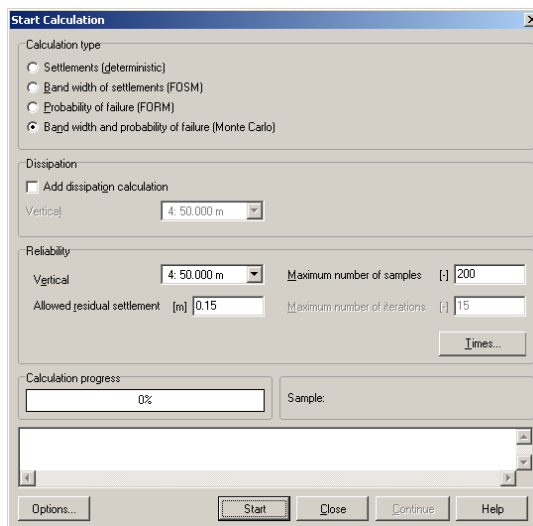 Start Calculation
Calculation type
Settlements (deterministic)
Band width of settlements (FOSM)
Probability of failure (FORM)
Band width and probability of failure (Monte Carlo)
Dissipation
Add dissipation calculation
Vertical 4: 50.000 m
Reliability
Vertical 4: 50.000 m Maximum number of samples [-] 200
Allowed residual settlement [m] 0.15 Maximum number of iterations [-] 15
Times...
Calculation progress
0% Sample:
Options... Start Close Continue Help